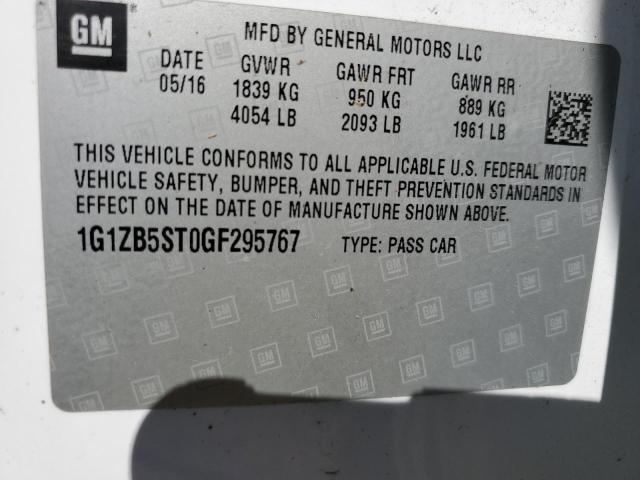 GM
MFD BY GENERAL MOTORS LLC
DATE GVWR GAWR FRT GAWR RR
05/16 1839 KG 950 KG 889 KG
4054 LB 2093 LB 1961 LB
THIS VEHICLE CONFORMS TO ALL APPLICABLE U.S. FEDERAL MOTOR
VEHICLE SAFETY, BUMPER, AND THEFT PREVENTION STANDARDS IN
EFFECT ON THE DATE OF MANUFACTURE SHOWN ABOVE.
1G1ZB5ST0GF295767 TYPE: PASS CAR